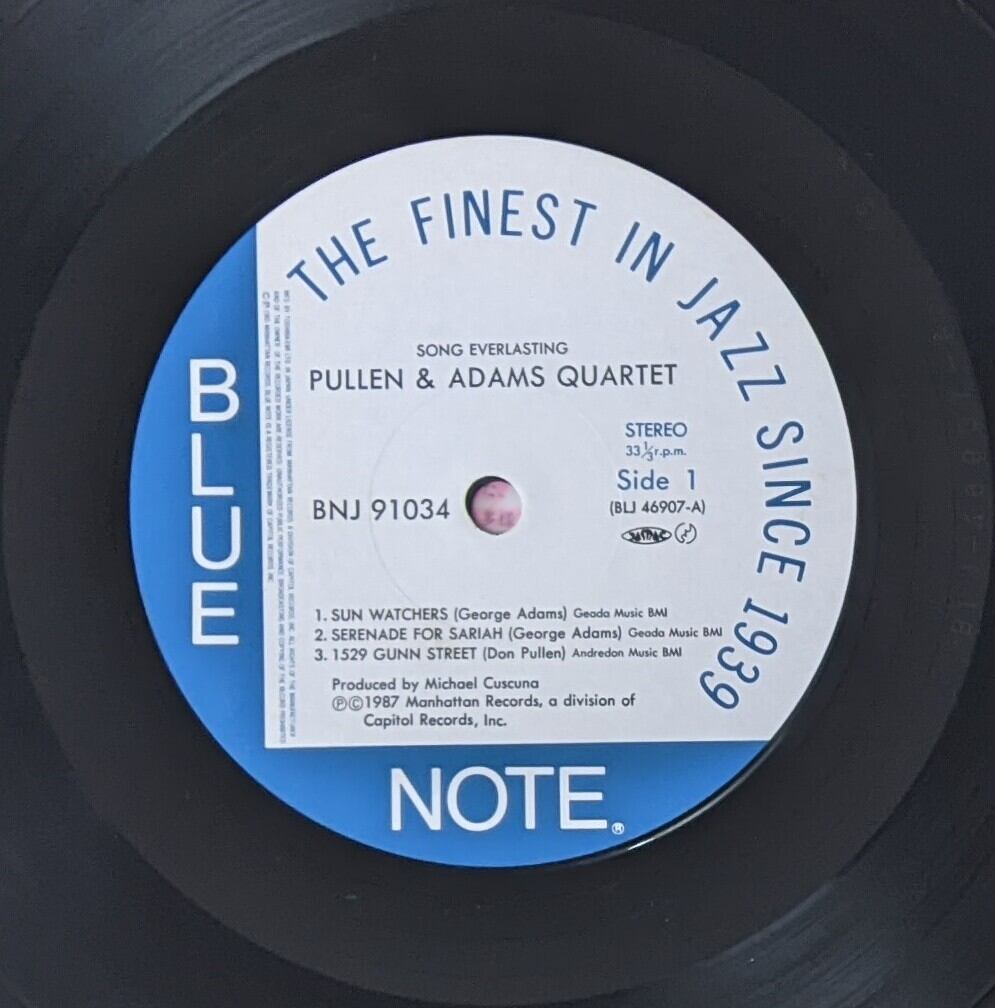 THE FINEST IN JAZZ SINCE 1939
SONG EVERLASTING
PULLEN & ADAMS QUARTET
STEREO
33 1/3 r.p.m.
Side 1
BNJ 91034
(BLJ 46907-A)
1. SUN WATCHERS (George Adams) Geada Music BMI
2. SERENADE FOR SARIAH (George Adams) Geada Music BMI
3. 1529 GUNN STREET (Don Pullen) Andredon Music BMI
Produced by Michael Cuscuna
Ⓟ©1987 Manhattan Records, a division of
Capitol Records, Inc.
BLUE
NOTE®